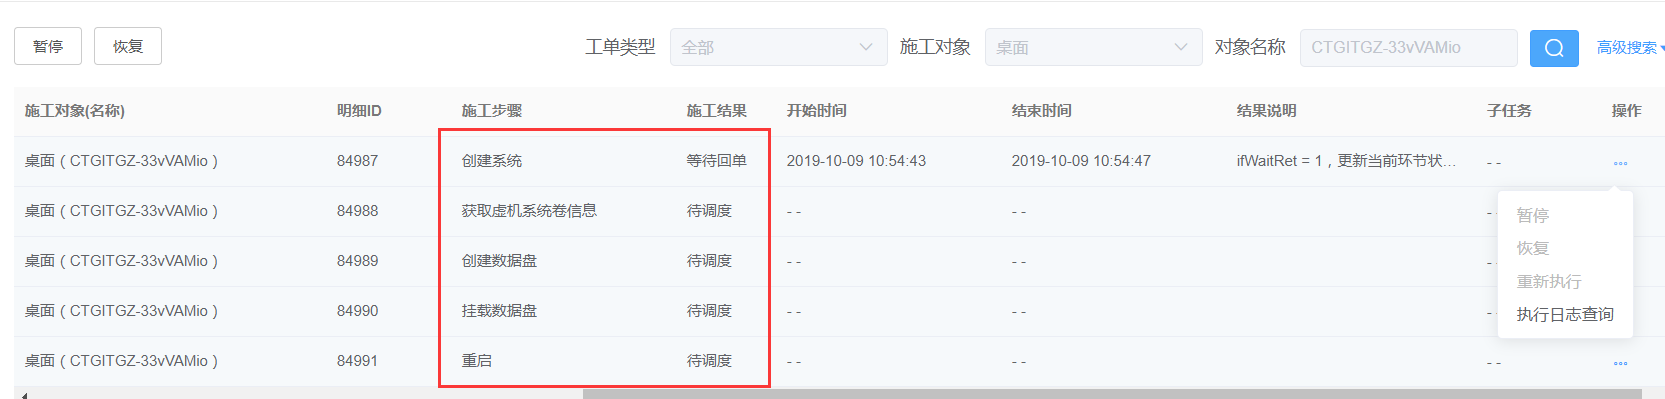 暂停 恢复 工单类型 全部 施工对象 桌面 对象名称 CTGITGZ-33vVAMio 高级搜索
施工对象(名称) 明细ID 施工步骤 施工结果 开始时间 结束时间 结果说明 子任务 操作
桌面（CTGITGZ-33vVAMio） 84987 创建系统 等待回单 2019-10-09 10:54:43 2019-10-09 10:54:47 ifWaitRet = 1，更新当前环节状... - -
桌面（CTGITGZ-33vVAMio） 84988 获取虚机系统卷信息 待调度 - - - - -
暂停
恢复
桌面（CTGITGZ-33vVAMio） 84989 创建数据盘 待调度 - - - - -
重新执行
桌面（CTGITGZ-33vVAMio） 84990 挂载数据盘 待调度 - - - - -
执行日志查询
桌面（CTGITGZ-33vVAMio） 84991 重启 待调度 - - - - - -